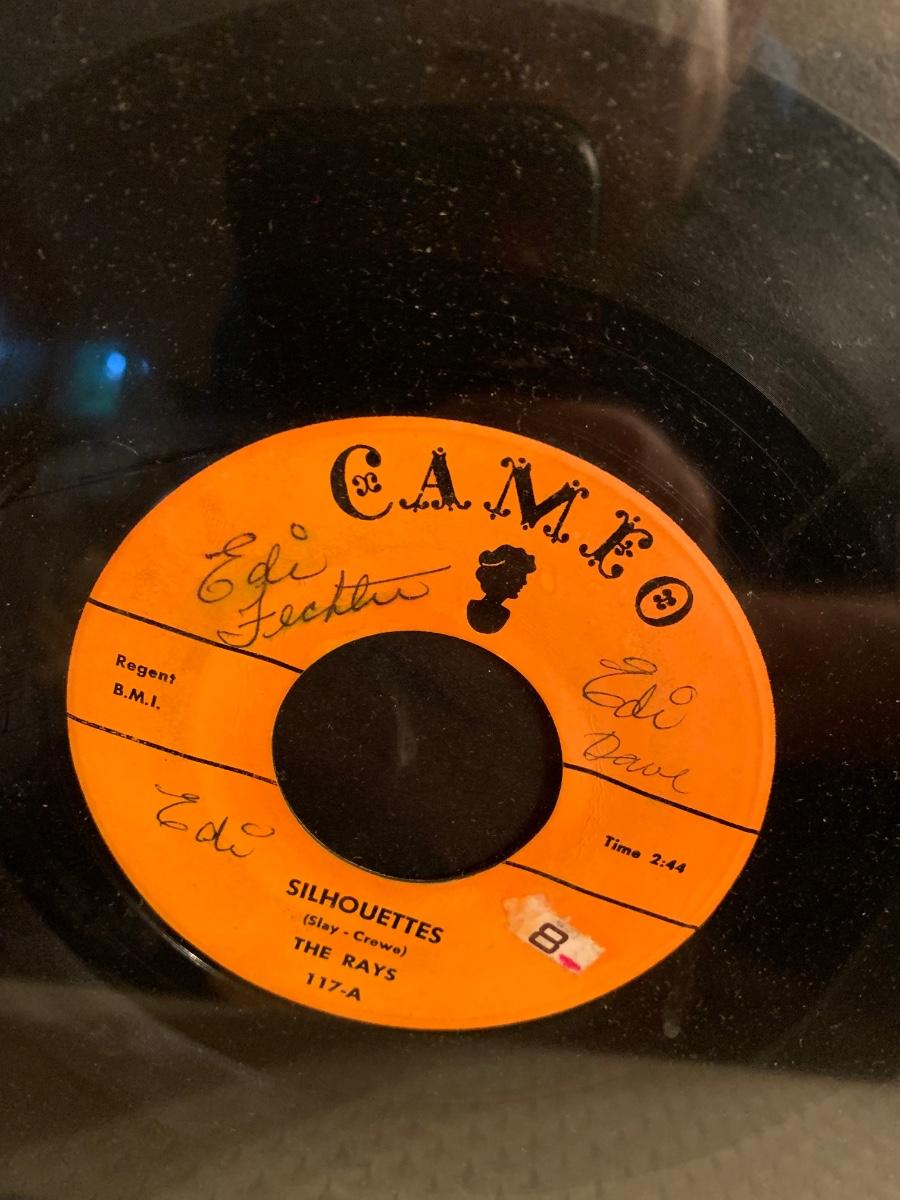 CAMEO
Edi
Fechter
Regent
B.M.I.
Edi
Dave
Edi
Time 2:44
SILHOUETTES
(Slay - Crewe)
THE RAYS
117-A
8